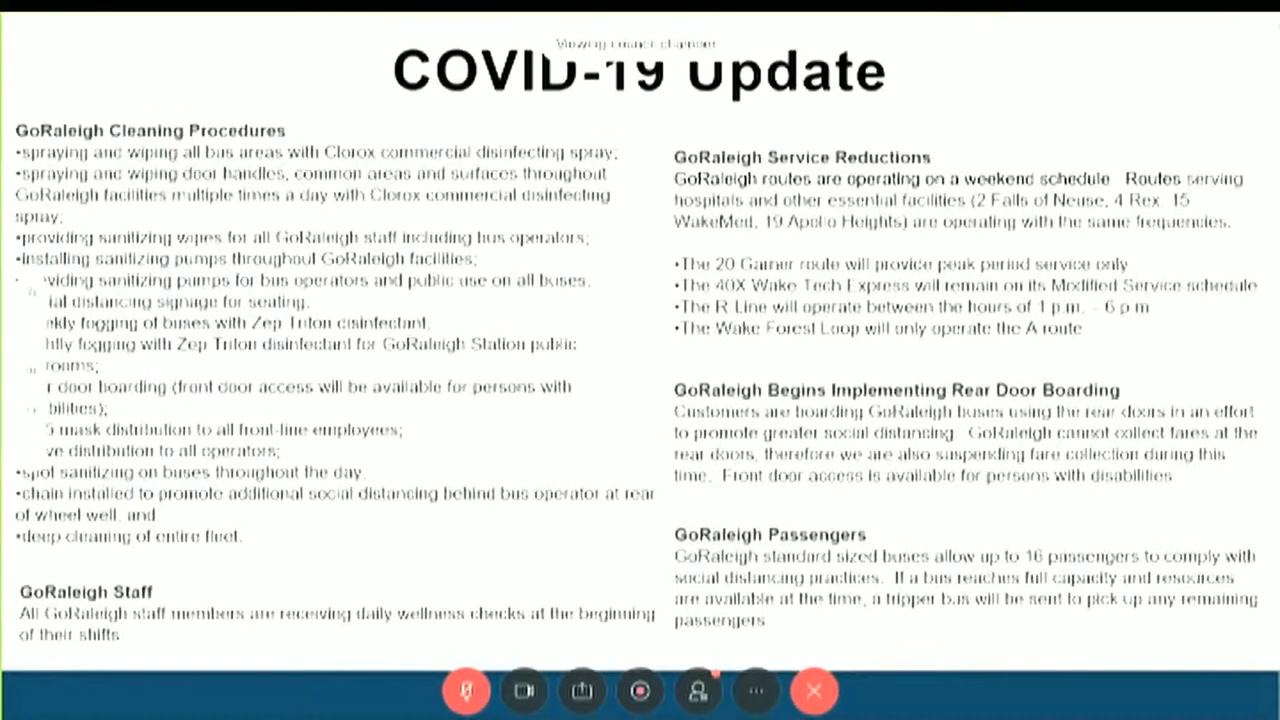 Viewing council chamber
COVID-19 Update
GoRaleigh Cleaning Procedures
•spraying and wiping all bus areas with Clorox commercial disinfecting spray;
•spraying and wiping door handles, common areas and surfaces throughout
GoRaleigh facilities multiple times a day with Clorox commercial disinfecting
spray;
•providing sanitizing wipes for all GoRaleigh staff including bus operators;
•installing sanitizing pumps throughout GoRaleigh facilities;
viding sanitizing pumps for bus operators and public use on all buses.
ial distancing signage for seating.
ekly fogging of buses with Zep Triton disinfectant,
htly fogging with Zep Triton disinfectant for GoRaleigh Station public
rooms;
r door boarding (front door access will be available for persons with
bilities);
5 mask distribution to all front-line employees;
ve distribution to all operators;
•spot sanitizing on buses throughout the day,
•chain installed to promote additional social distancing behind bus operator at rear
of wheel well, and
•deep cleaning of entire fleet.
GoRaleigh Staff
All GoRaleigh staff members are receiving daily wellness checks at the beginning
of their shifts
GoRaleigh Service Reductions
GoRaleigh routes are operating on a weekend schedule Routes serving
hospitals and other essential facilities (2 Falls of Neuse, 4 Rex, 15
WakeMed, 19 Apollo Heights) are operating with the same frequencies.
•The 20 Garner route will provide peak period service only
•The 40X Wake Tech Express will remain on its Modified Service schedule
•The R Line will operate between the hours of 1 p.m. - 6 p m
•The Wake Forest Loop will only operate the A route
GoRaleigh Begins Implementing Rear Door Boarding
Customers are boarding GoRaleigh buses using the rear doors in an effort
to promote greater social distancing. GoRaleigh cannot collect fares at the
rear doors, therefore we are also suspending fare collection during this
time. Front door access is available for persons with disabilities
GoRaleigh Passengers
GoRaleigh standard sized buses allow up to 16 passengers to comply with
social distancing practices. If a bus reaches full capacity and resources
are available at the time, a tripper bus will be sent to pick up any remaining
passengers